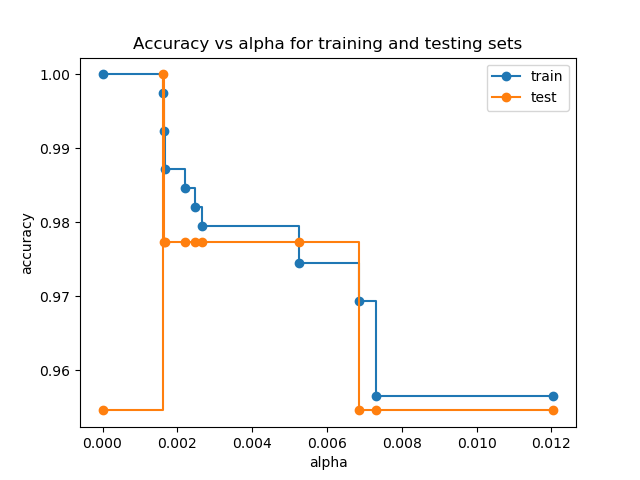 Accuracy vs alpha for training and testing sets
train
test
1.00
0.99
0.98
0.97
0.96
accuracy
0.000
0.002
0.004
0.006
0.008
0.010
0.012
alpha